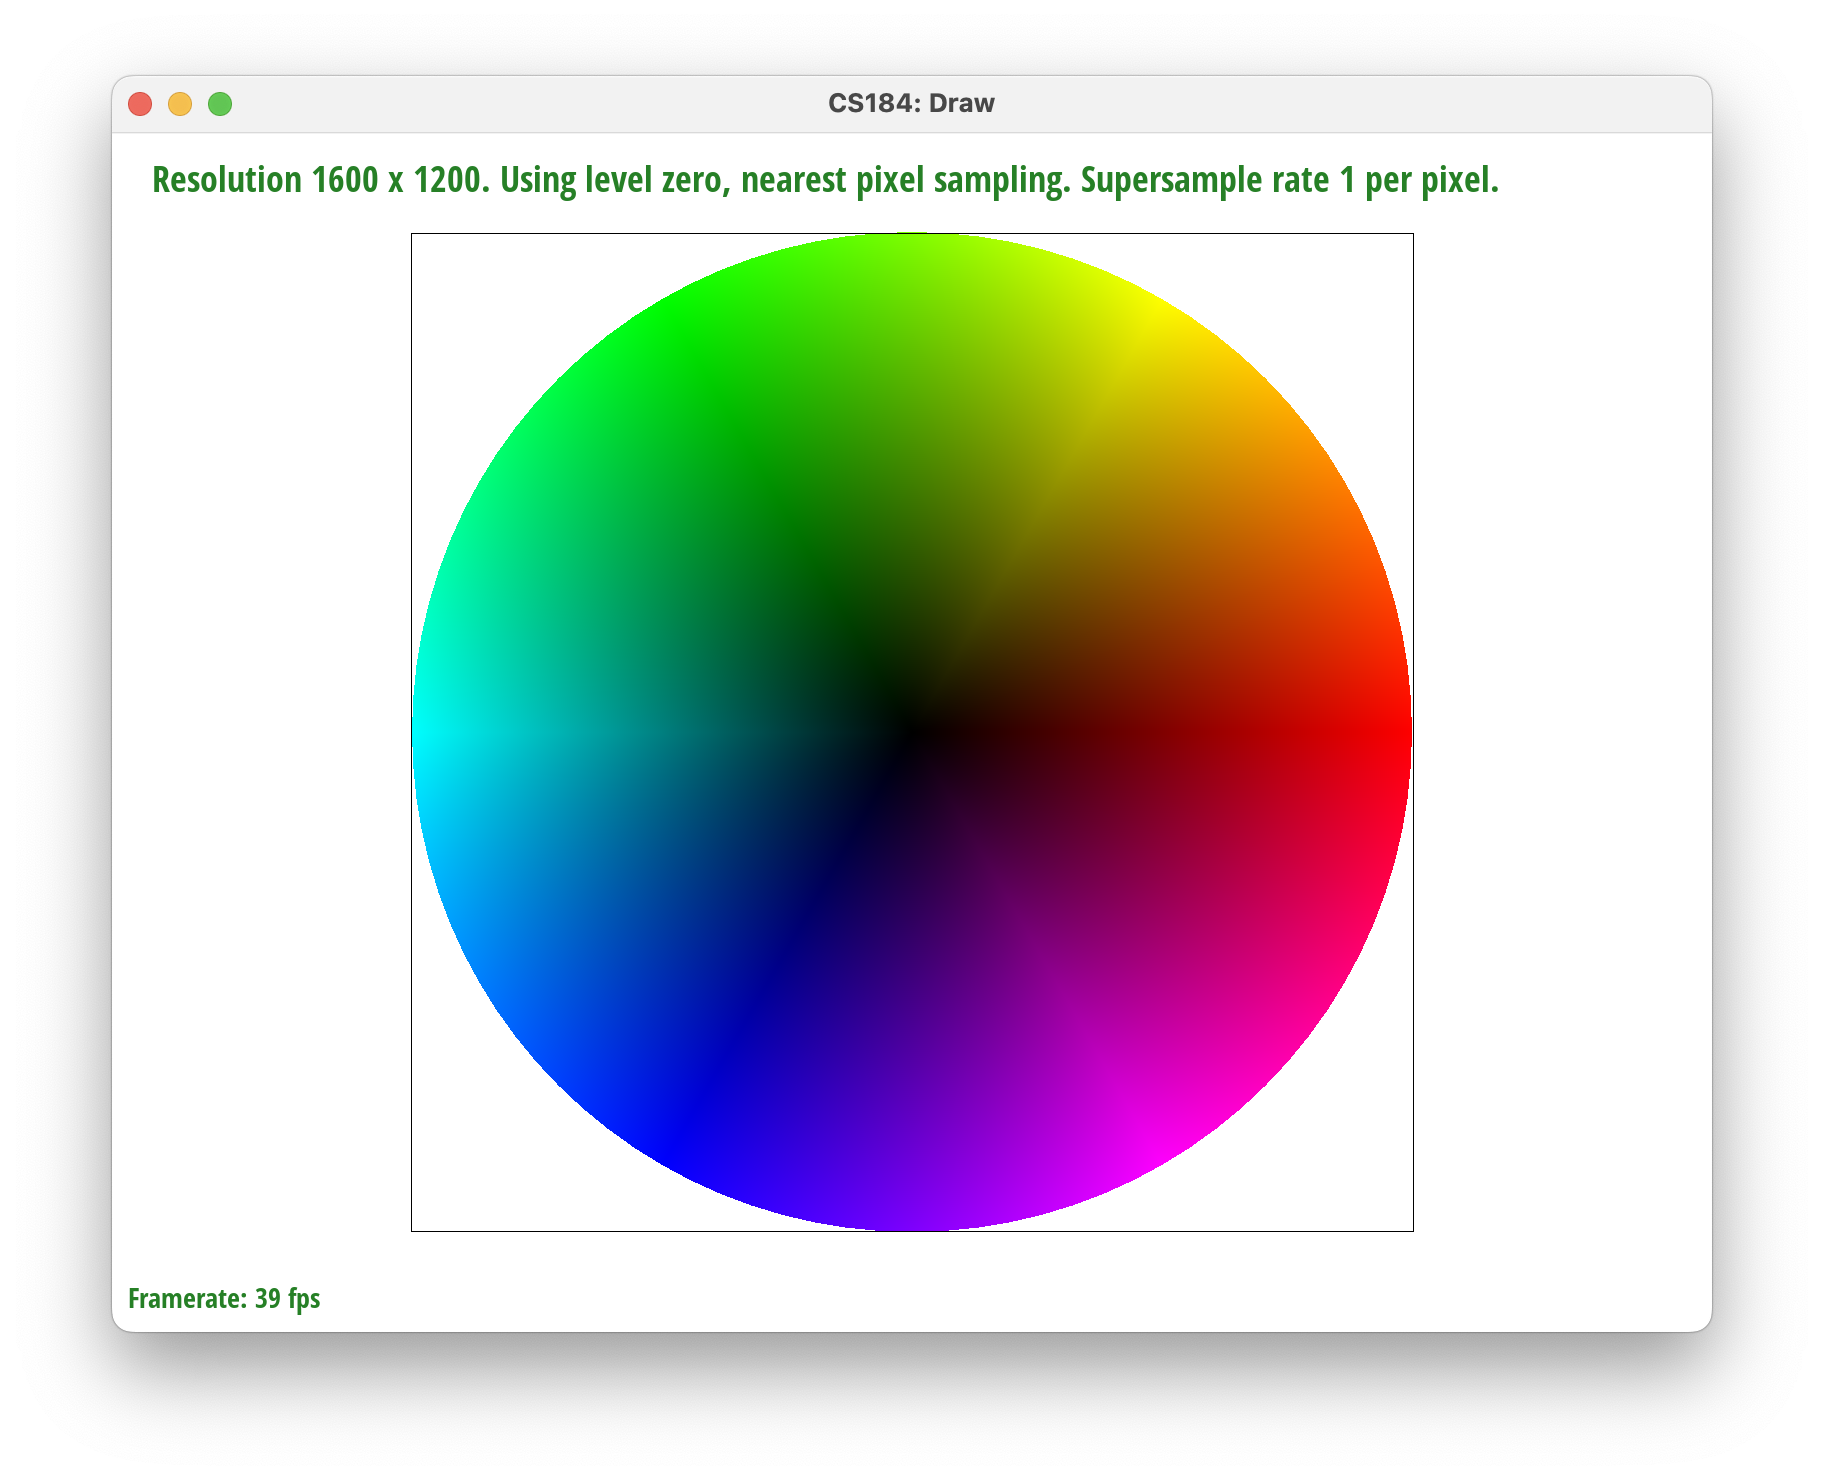 CS184: Draw
Resolution 1600 x 1200. Using level zero, nearest pixel sampling. Supersample rate 1 per pixel.
Framerate: 39 fps